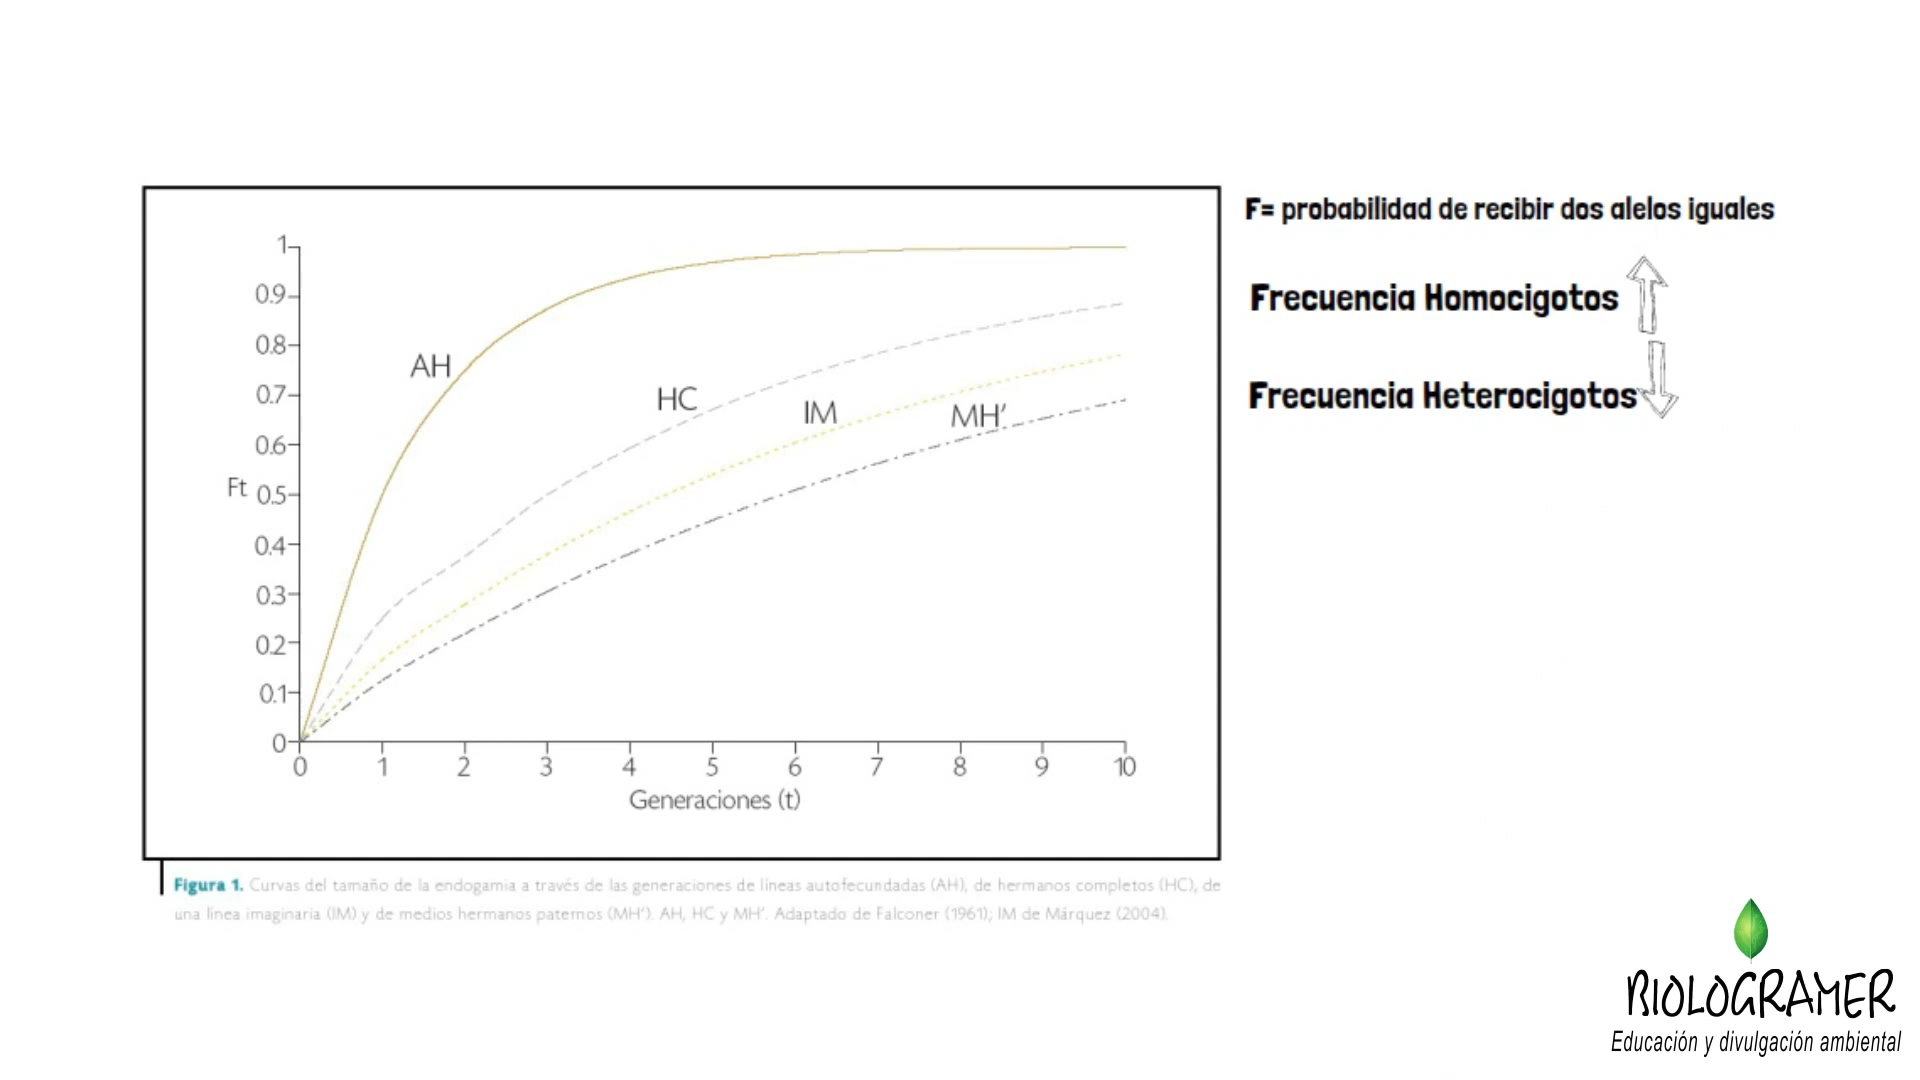 F= probabilidad de recibir dos alelos iguales
Frecuencia Homocigotos
Frecuencia Heterocigotos
1
0.9
0.8
0.7
0.6
Ft 0.5
0.4
0.3
0.2
0.1
0
AH
HC
IM
MH'
0 1 2 3 4 5 6 7 8 9 10
Generaciones (t)
Figura 1. Curvas del tamaño de la endogamia a través de las generaciones de líneas autofecundadas (AH), de hermanos completos (HC), de
una línea imaginaria (IM) y de medios hermanos paternos (MH'). AH, HC y MH'. Adaptado de Falconer (1961); IM de Márquez (2004).
BIOLOGRAMER
Educación y divulgación ambiental